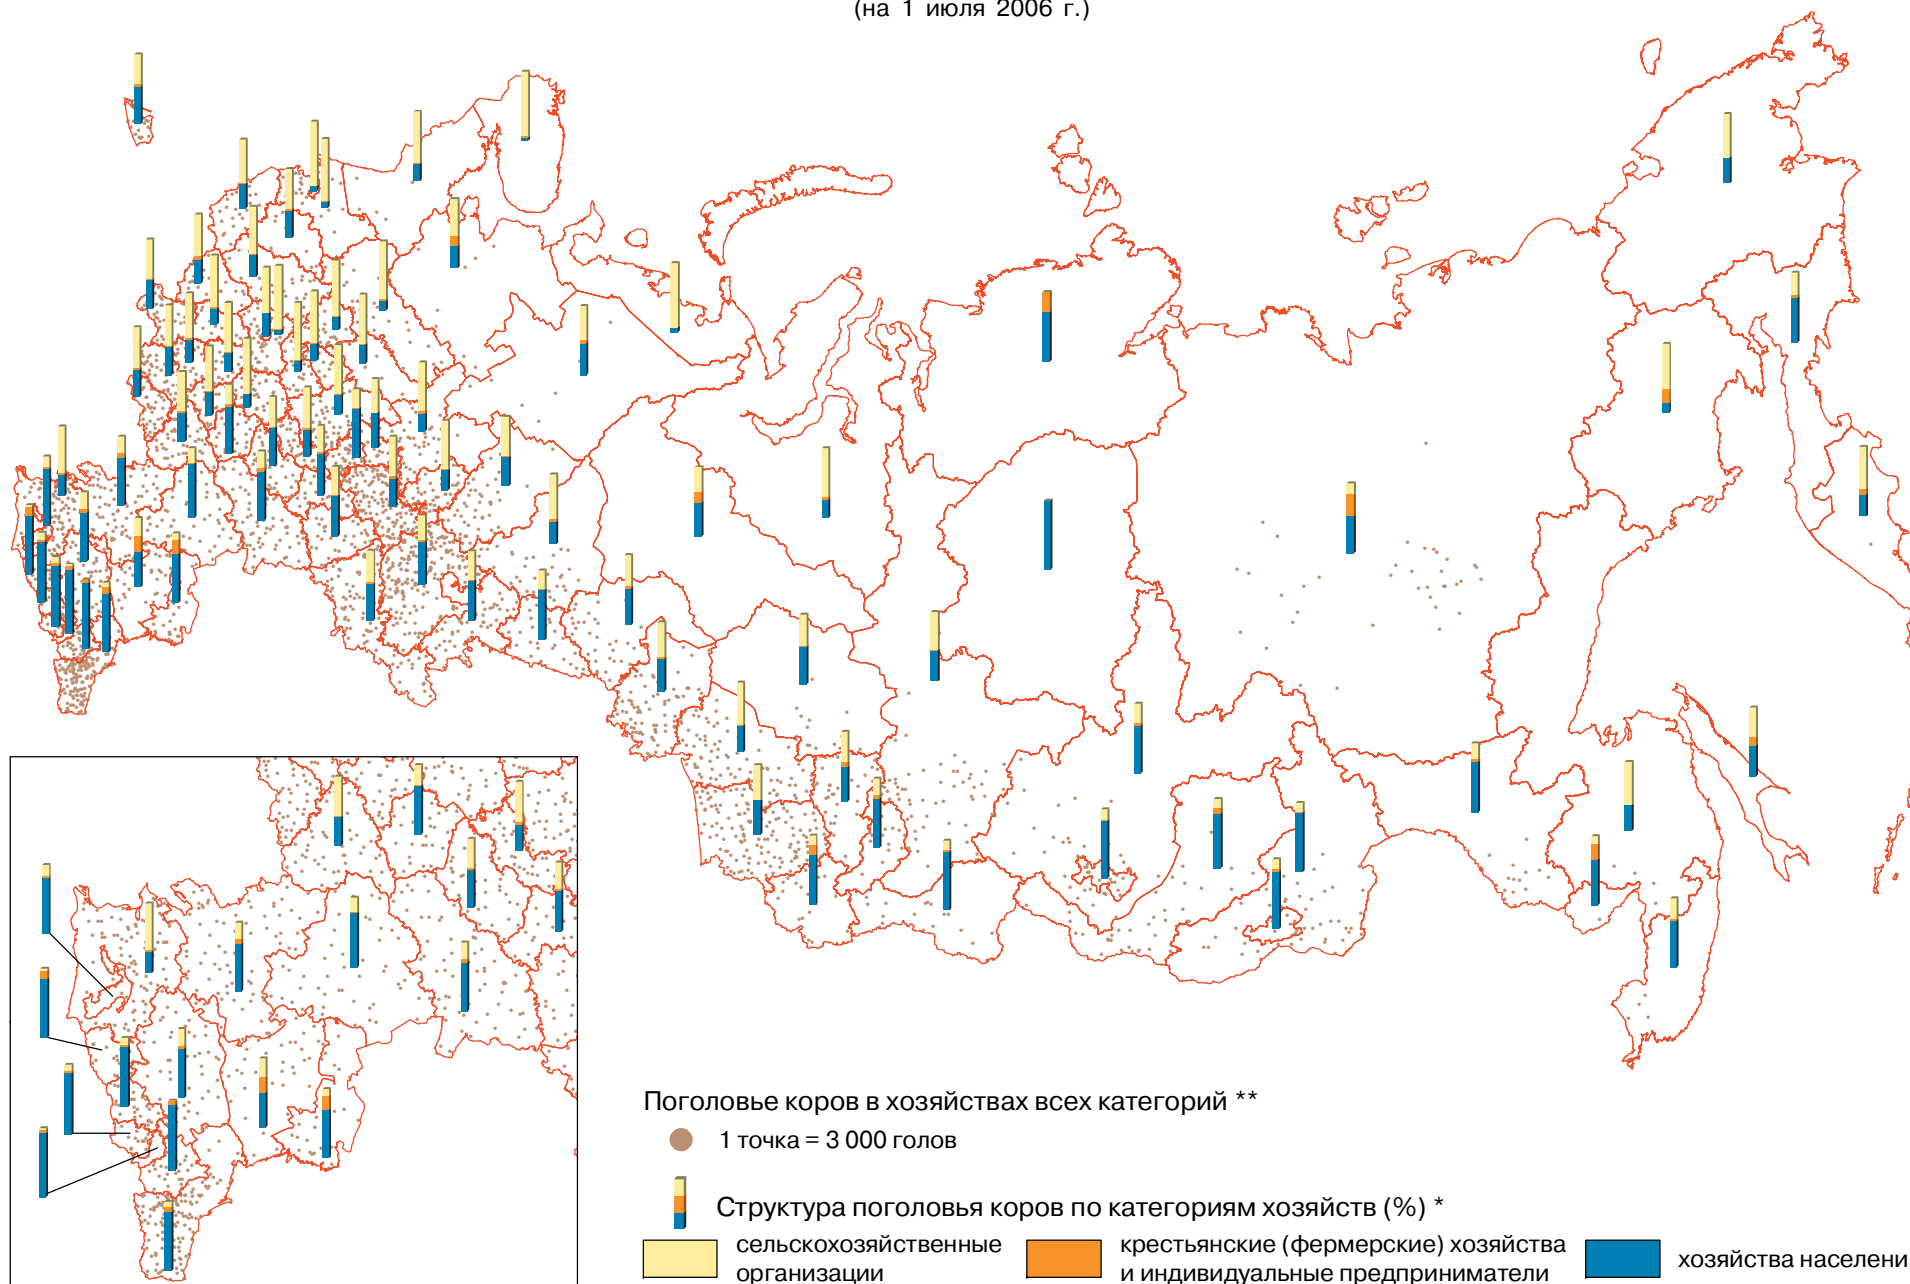 (на 1 июля 2006 г.)
Поголовье коров в хозяйствах всех категорий **
1 точка = 3 000 голов
Структура поголовья коров по категориям хозяйств (%) *
сельскохозяйственные
организации
крестьянские (фермерские) хозяйства
и индивидуальные предприниматели
хозяйства населени